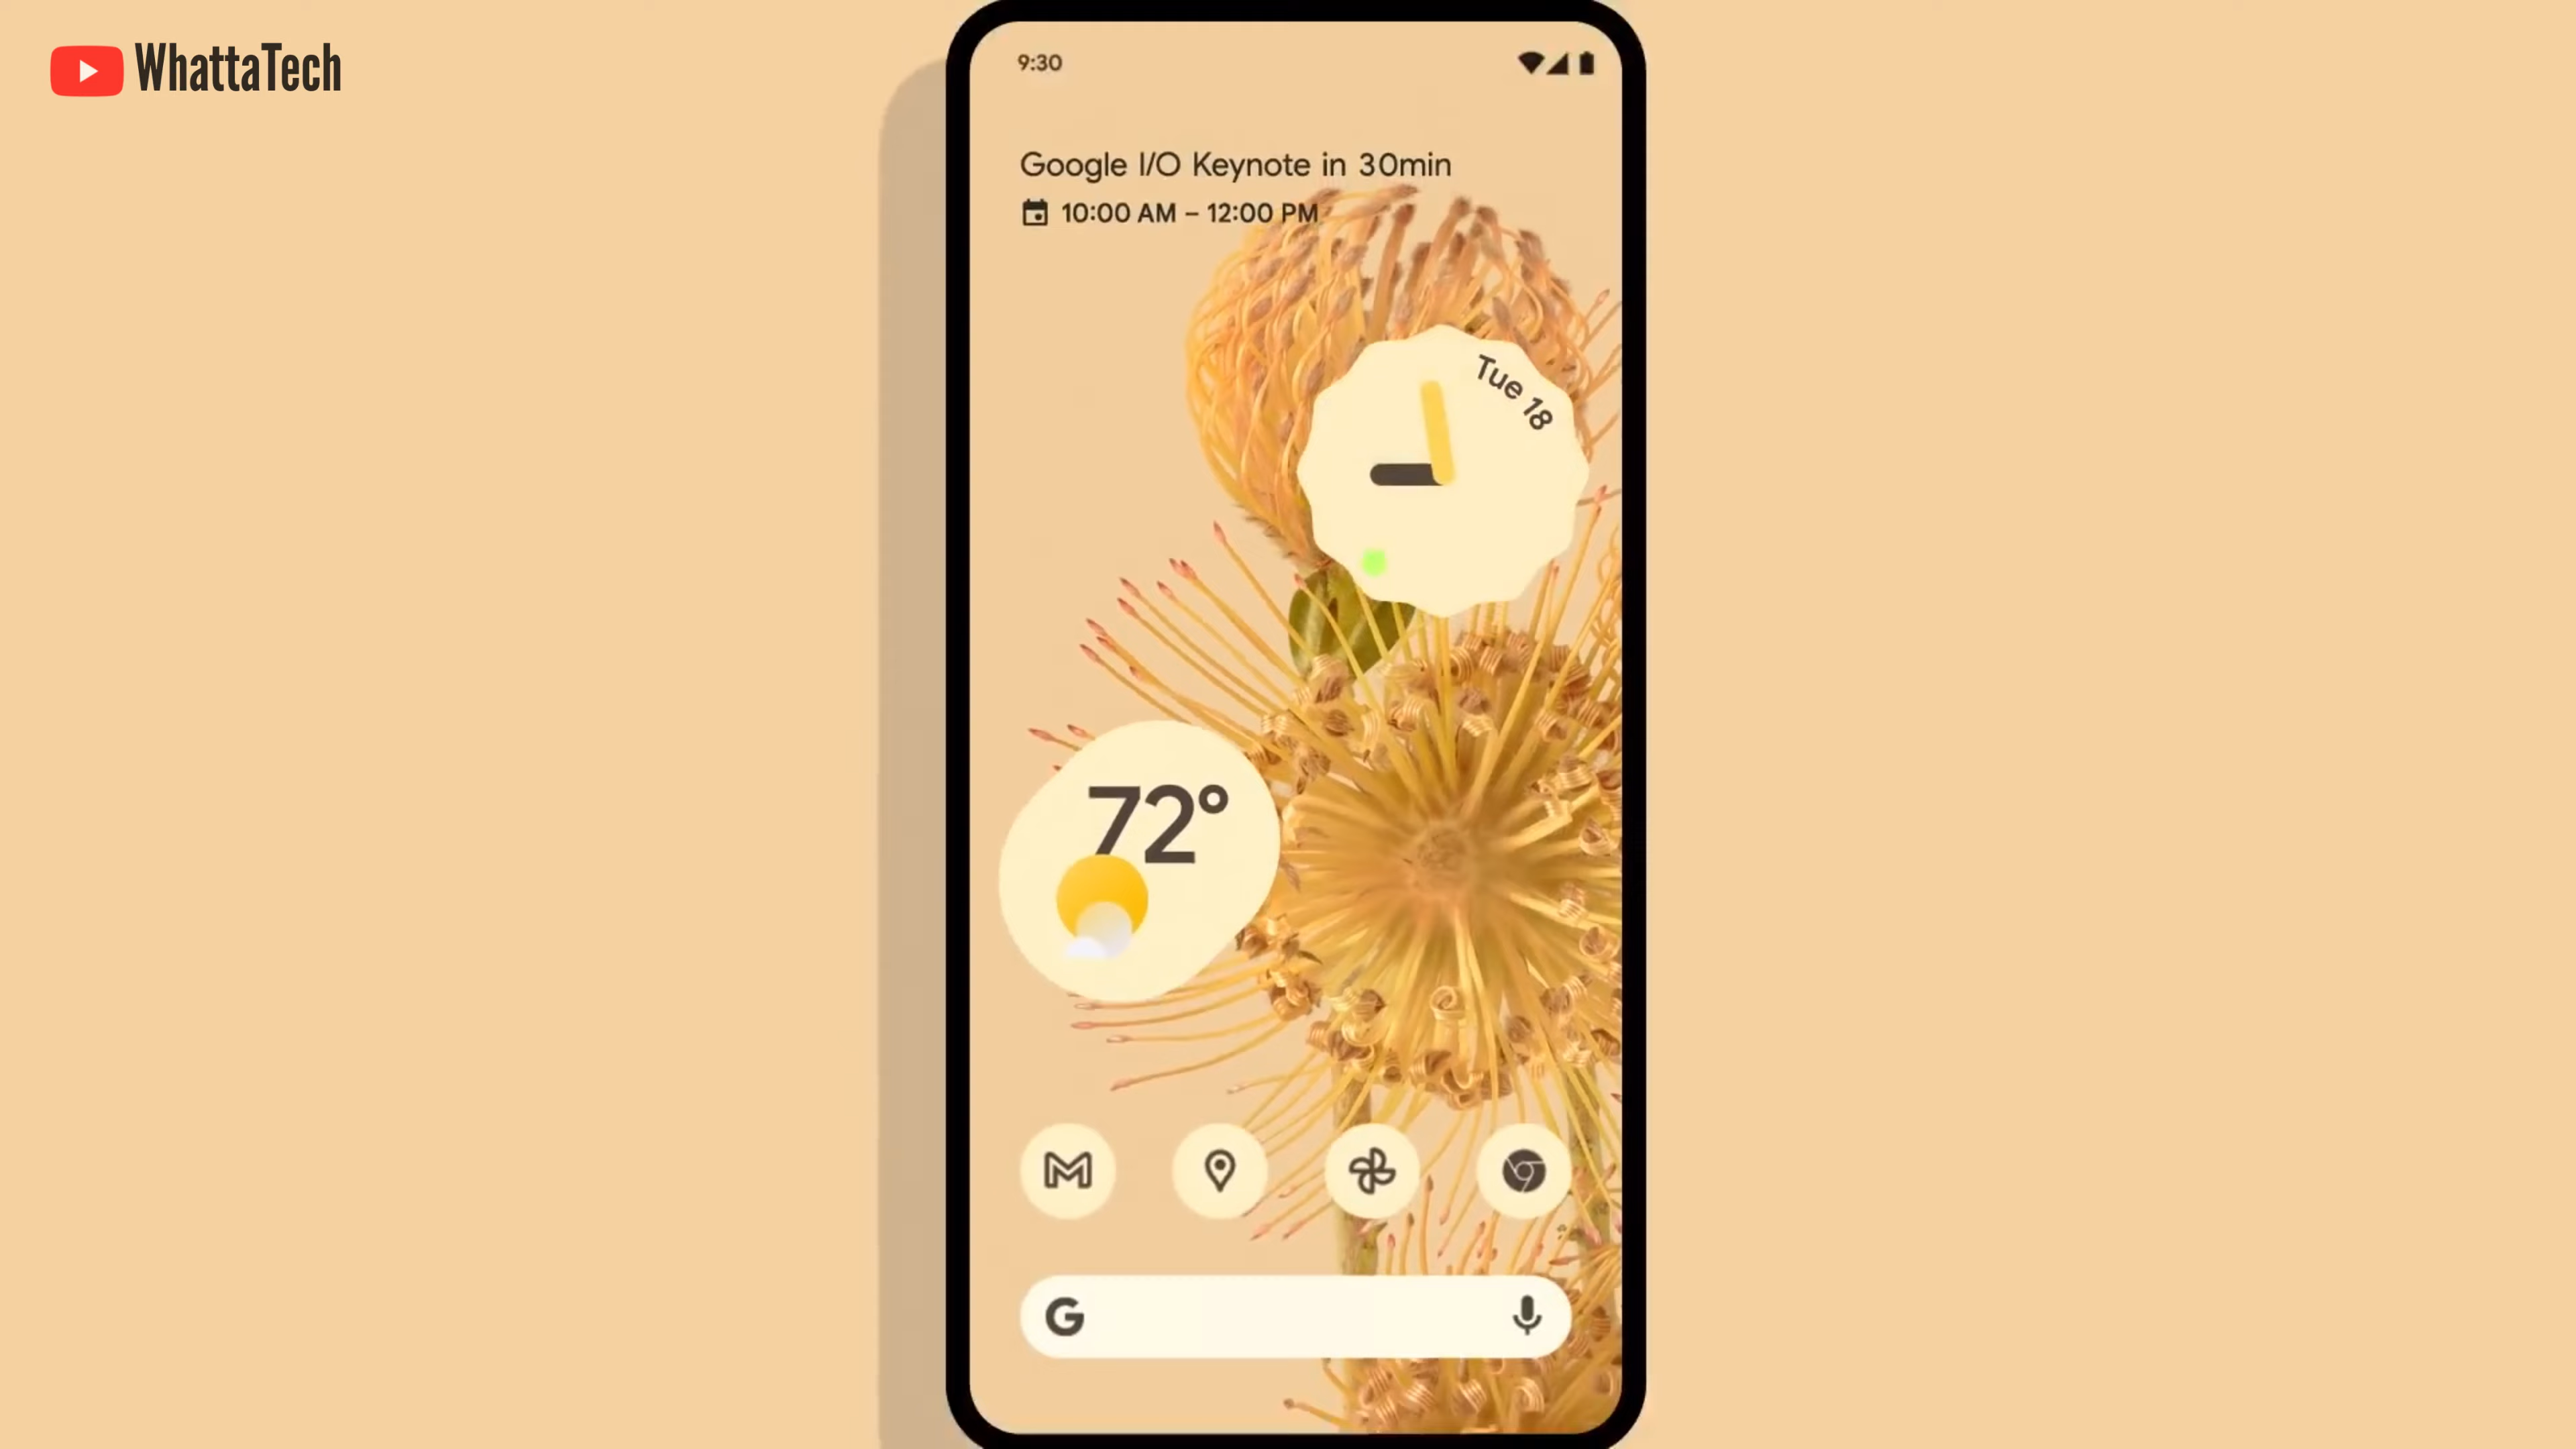 WhattaTech
9:30
Google I/O Keynote in 30min
10:00 AM – 12:00 PM
Tue 18
72°
G